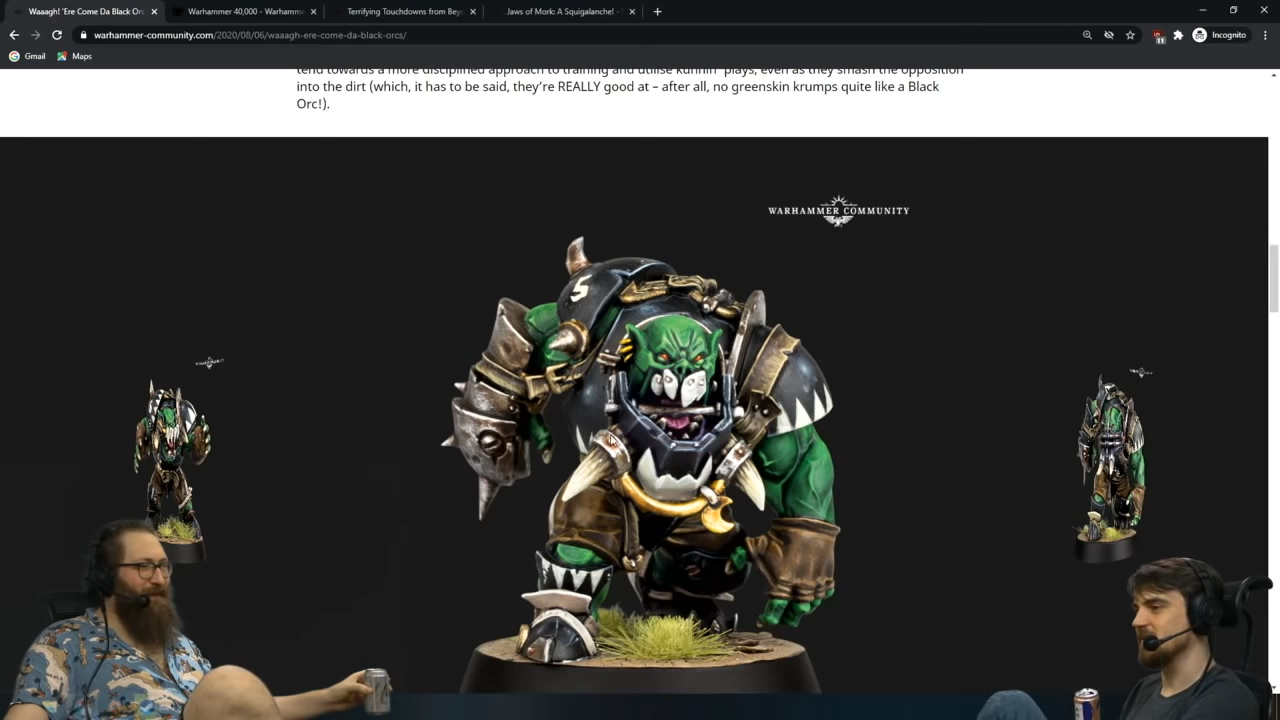 Waaagh! 'Ere Come Da Black Orc
Warhammer 40,000 - Warhamme
Terrifying Touchdowns from Bey
Jaws of Mork: A Squigalanche! -
warhammer-community.com/2020/08/06/waaagh-ere-come-da-black-orcs/
11
Incognito
Gmail
Maps
tend towards a more disciplined approach to training and utilise kunnin' plays, even as they smash the opposition
into the dirt (which, it has to be said, they're REALLY good at – after all, no greenskin krumps quite like a Black
Orc!).
WARHAMMER COMMUNITY
5